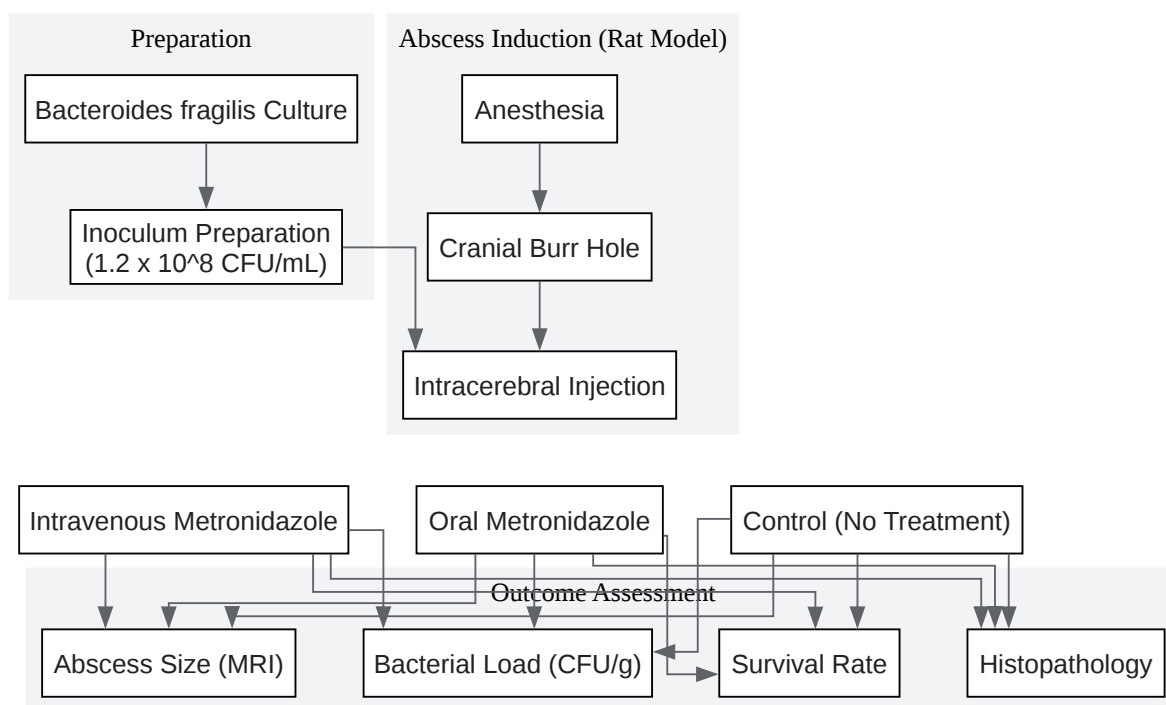 Preparation
Abscess Induction (Rat Model)
Bacteroides fragilis Culture
Anesthesia
Inoculum Preparation
(1.2 x 10^8 CFU/mL)
Cranial Burr Hole
Intracerebral Injection
Intravenous Metronidazole
Oral Metronidazole
Control (No Treatment)
Outcome Assessment
Abscess Size (MRI)
Bacterial Load (CFU/g)
Survival Rate
Histopathology